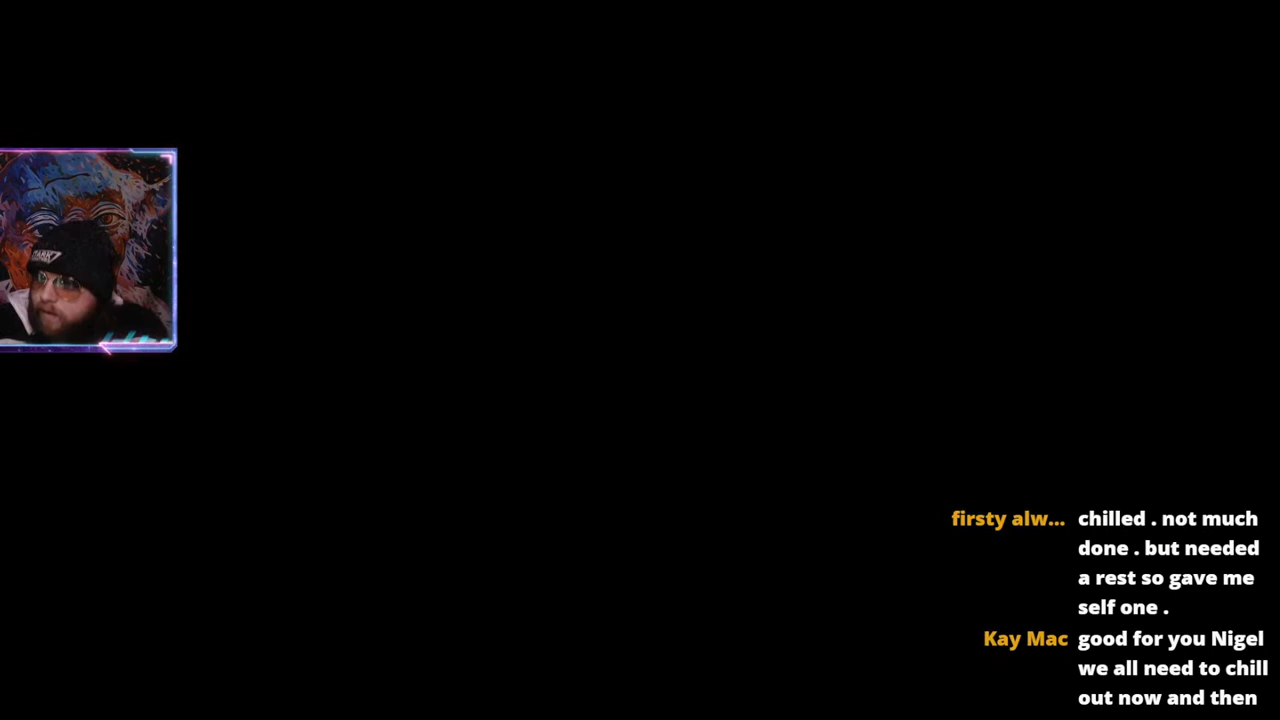 firsty alw... chilled . not much
done . but needed
a rest so gave me
self one .
Kay Mac good for you Nigel
we all need to chill
out now and then